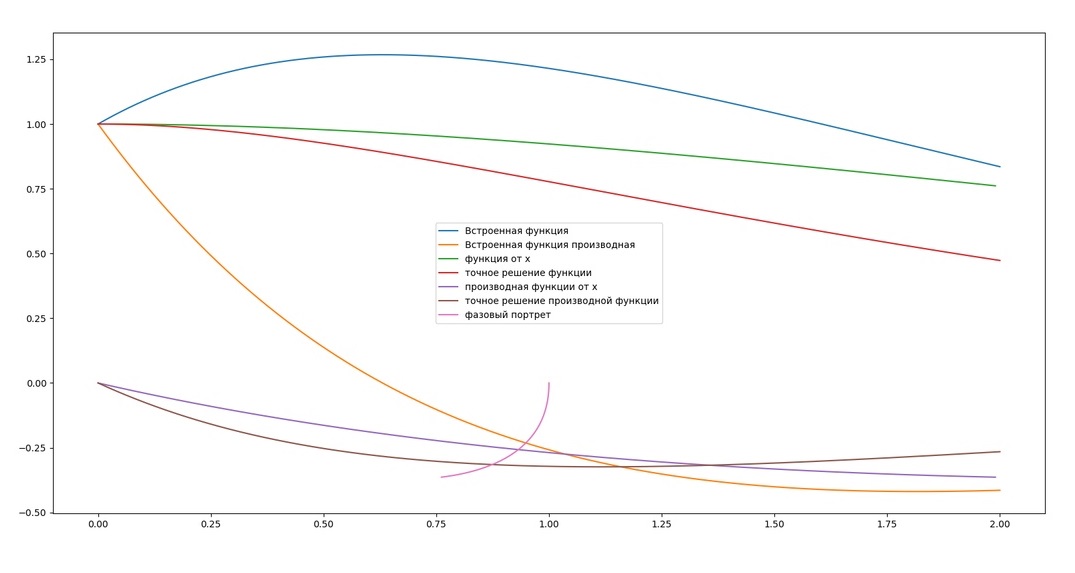 1.25
1.00
0.75
0.50
0.25
0.00
−0.25
−0.50
Встроенная функция
Встроенная функция производная
функция от x
точное решение функции
производная функции от x
точное решение производной функции
фазовый портрет
0.00 0.25 0.50 0.75 1.00 1.25 1.50 1.75 2.00